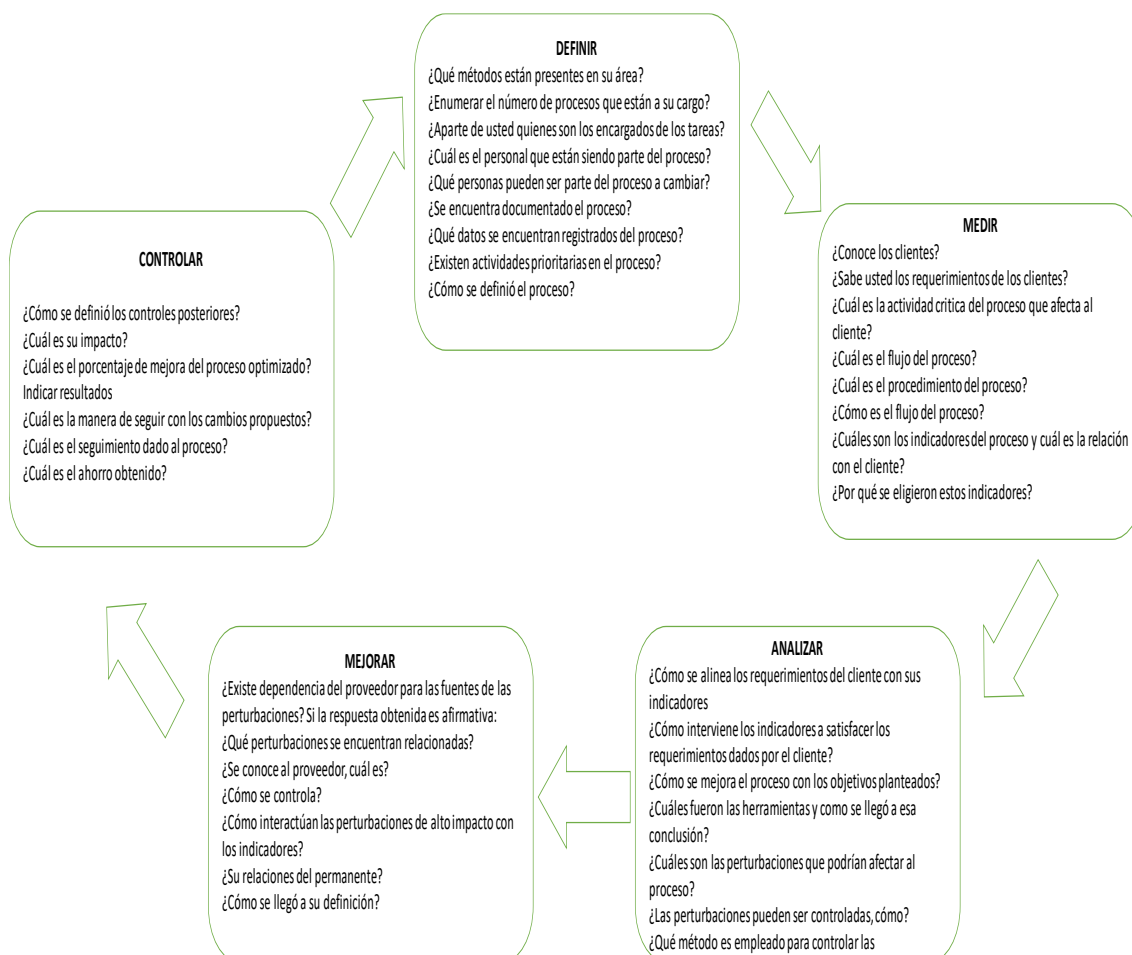 DEFINIR
¿Qué métodos están presentes en su área?
¿Enumerar el número de procesos que están a su cargo?
¿Aparte de usted quienes son los encargados de los tareas?
¿Cuál es el personal que están siendo parte del proceso?
¿Qué personas pueden ser parte del proceso a cambiar?
¿Se encuentra documentado el proceso?
¿Qué datos se encuentran registrados del proceso?
¿Existen actividades prioritarias en el proceso?
¿Cómo se definió el proceso?
MEDIR
¿Conoce los clientes?
¿Sabe usted los requerimientos de los clientes?
¿Cuál es la actividad critica del proceso que afecta al
cliente?
¿Cuál es el flujo del proceso?
¿Cuál es el procedimiento del proceso?
¿Cómo es el flujo del proceso?
¿Cuáles son los indicadores del proceso y cuál es la relación
con el cliente?
¿Por qué se eligieron estos indicadores?
ANALIZAR
¿Cómo se alinea los requerimientos del cliente con sus
indicadores
¿Cómo interviene los indicadores a satisfacer los
requerimientos dados por el cliente?
¿Cómo se mejora el proceso con los objetivos planteados?
¿Cuáles fueron las herramientas y como se llegó a esa
conclusión?
¿Cuáles son las perturbaciones que podrían afectar al
proceso?
¿Las perturbaciones pueden ser controladas, cómo?
¿Qué método es empleado para controlar las
MEJORAR
¿Existe dependencia del proveedor para las fuentes de las
perturbaciones? Si la respuesta obtenida es afirmativa:
¿Qué perturbaciones se encuentran relacionadas?
¿Se conoce al proveedor, cuál es?
¿Cómo se controla?
¿Cómo interactúan las perturbaciones de alto impacto con
los indicadores?
¿Su relaciones del permanente?
¿Cómo se llegó a su definición?
CONTROLAR
¿Cómo se definió los controles posteriores?
¿Cuál es su impacto?
¿Cuál es el porcentaje de mejora del proceso optimizado?
Indicar resultados
¿Cuál es la manera de seguir con los cambios propuestos?
¿Cuál es el seguimiento dado al proceso?
¿Cuál es el ahorro obtenido?